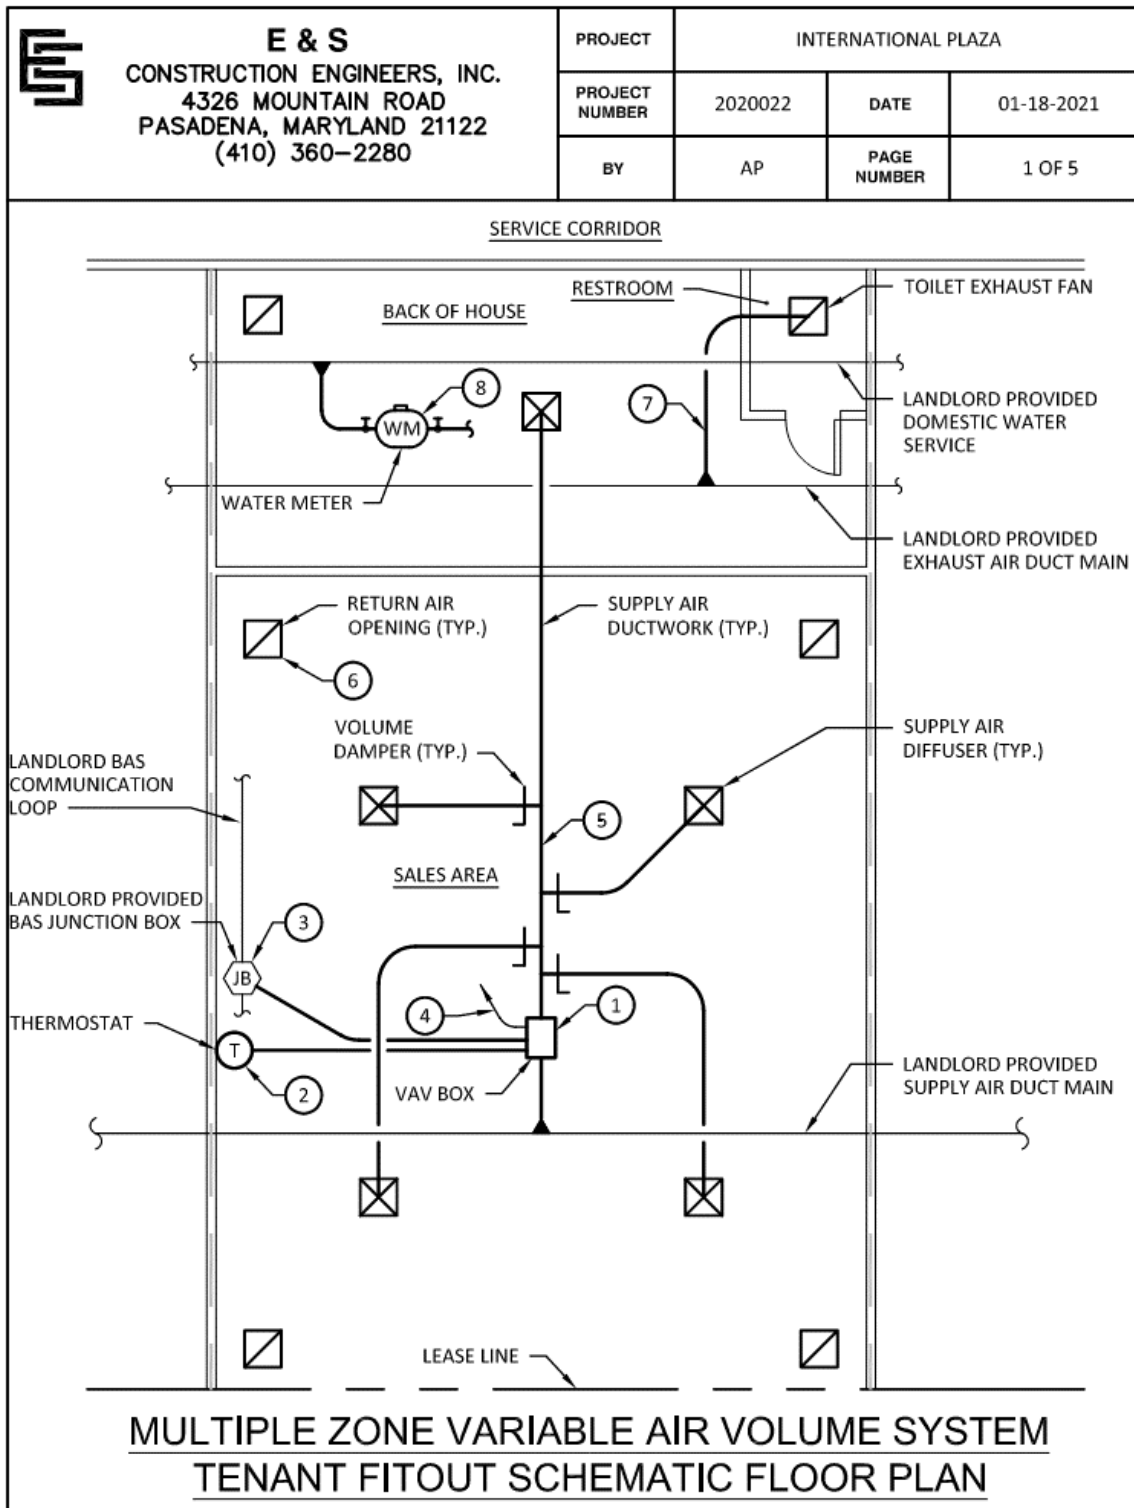 ES
E & S
CONSTRUCTION ENGINEERS, INC.
4326 MOUNTAIN ROAD
PASADENA, MARYLAND 21122
(410) 360-2280
PROJECT
INTERNATIONAL PLAZA
PROJECT
NUMBER
2020022
DATE
01-18-2021
BY
AP
PAGE
NUMBER
1 OF 5
SERVICE CORRIDOR
BACK OF HOUSE
RESTROOM
TOILET EXHAUST FAN
8
7
WM
WATER METER
LANDLORD PROVIDED
DOMESTIC WATER
SERVICE
LANDLORD PROVIDED
EXHAUST AIR DUCT MAIN
RETURN AIR
OPENING (TYP.)
6
SUPPLY AIR
DUCTWORK (TYP.)
VOLUME
DAMPER (TYP.)
SUPPLY AIR
DIFFUSER (TYP.)
LANDLORD BAS
COMMUNICATION
LOOP
5
SALES AREA
LANDLORD PROVIDED
BAS JUNCTION BOX
3
JB
4
1
THERMOSTAT
T
2
VAV BOX
LANDLORD PROVIDED
SUPPLY AIR DUCT MAIN
LEASE LINE
MULTIPLE ZONE VARIABLE AIR VOLUME SYSTEM
TENANT FITOUT SCHEMATIC FLOOR PLAN